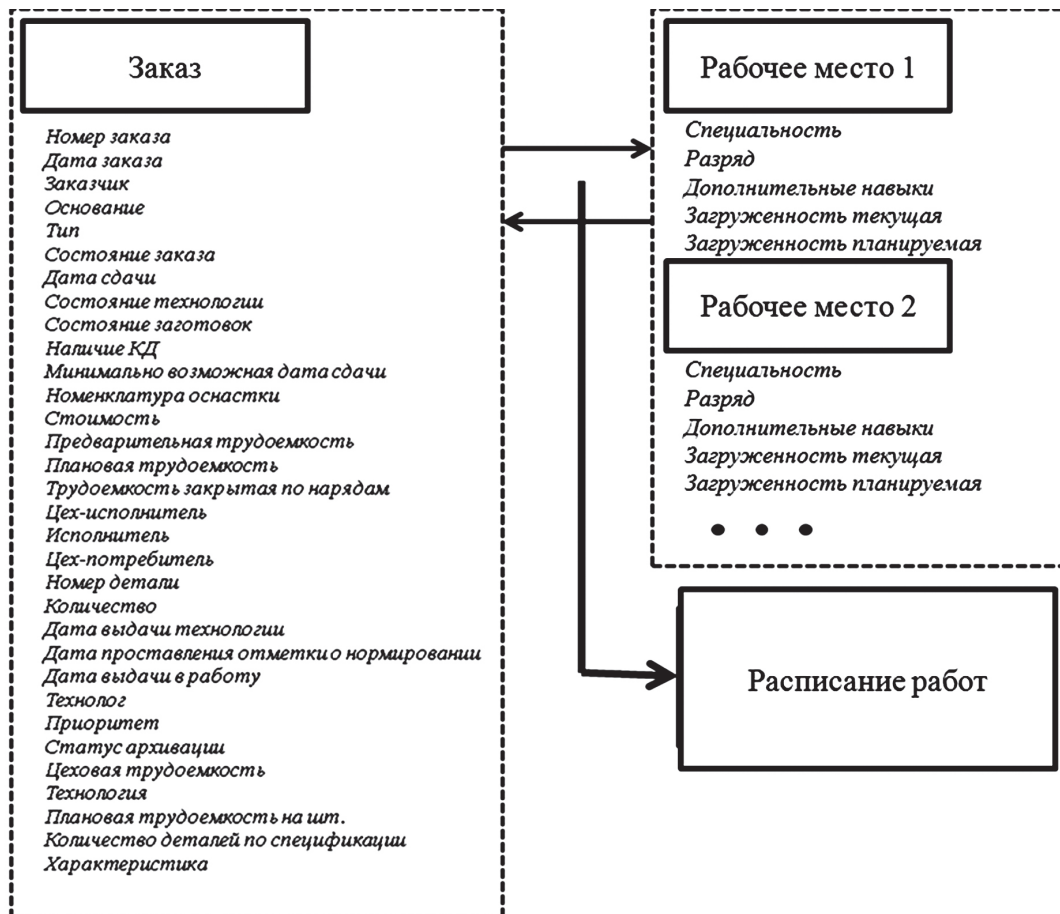 Заказ
Номер заказа
Дата заказа
Заказчик
Основание
Тип
Состояние заказа
Дата сдачи
Состояние технологии
Состояние заготовок
Наличие КД
Минимально возможная дата сдачи
Номенклатура оснастки
Стоимость
Предварительная трудоемкость
Плановая трудоемкость
Трудоемкость закрытая по нарядам
Цех-исполнитель
Исполнитель
Цех-потребитель
Номер детали
Количество
Дата выдачи технологии
Дата проставления отметки о нормировании
Дата выдачи в работу
Технолог
Приоритет
Статус архивации
Цеховая трудоемкость
Технология
Плановая трудоемкость на шт.
Количество деталей по спецификации
Характеристика
Рабочее место 1
Специальность
Разряд
Дополнительные навыки
Загруженность текущая
Загруженность планируемая
Рабочее место 2
Специальность
Разряд
Дополнительные навыки
Загруженность текущая
Загруженность планируемая
• • •
Расписание работ